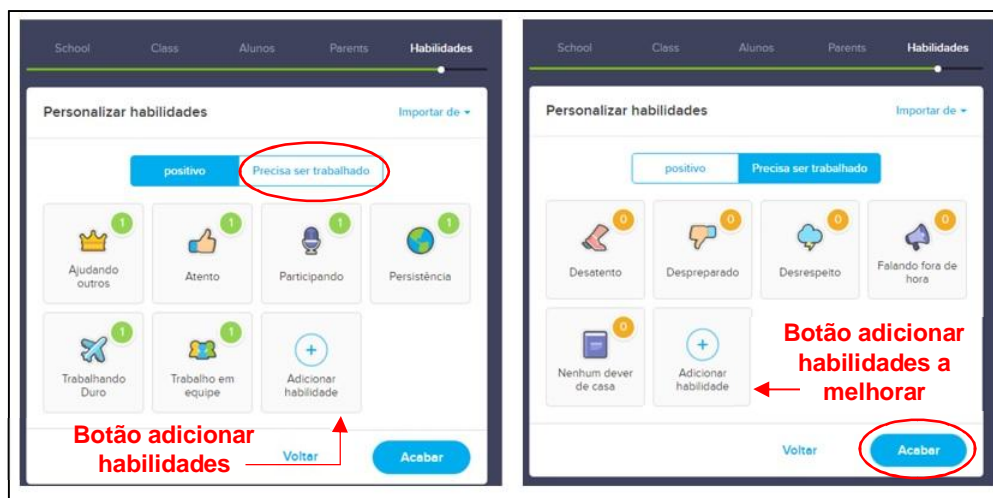 School Class Alunos Parents Habilidades
Personalizar habilidades Importar de
positivo Precisa ser trabalhado
1 1 1 1
Ajudando outros
Atento
Participando
Persistência
1 1
Trabalhando Duro
Trabalho em equipe
+
Adicionar habilidade
Botão adicionar
habilidades
Voltar Acabar
School Class Alunos Parents Habilidades
Personalizar habilidades Importar de
positivo Precisa ser trabalhado
0 0 0 0
Desatento
Despreparado
Desrespeito
Falando fora de hora
0
Nenhum dever de casa
+
Adicionar habilidade
Botão adicionar
habilidades a
melhorar
Voltar Acabar